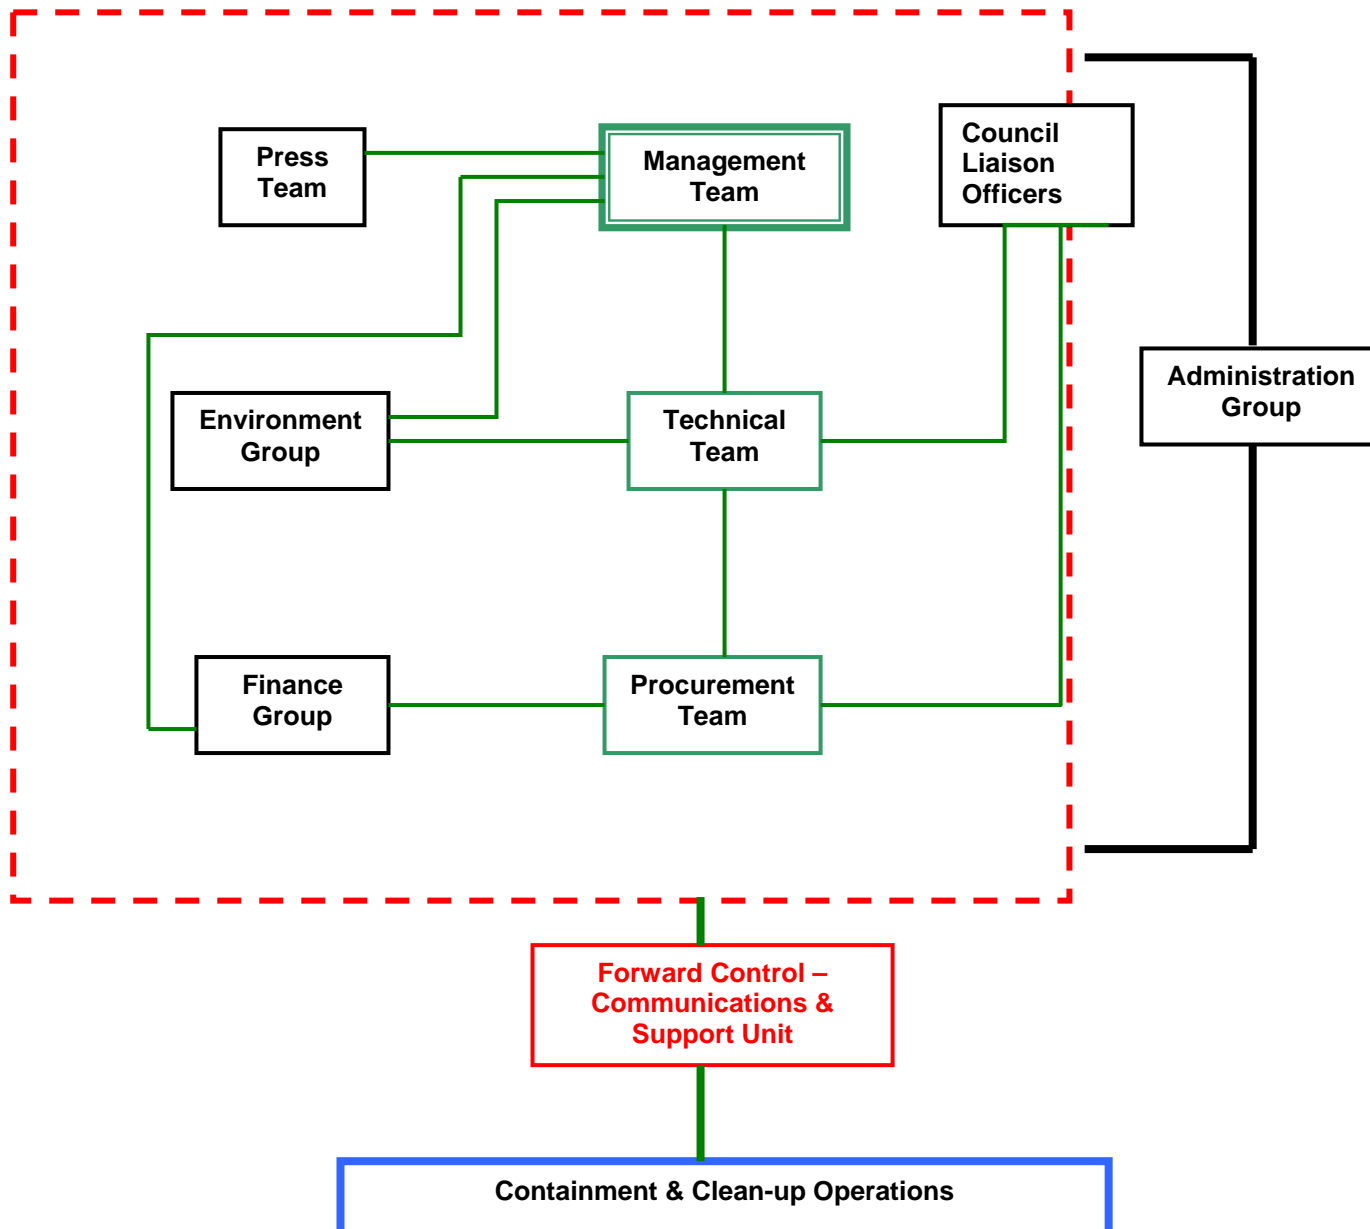 Press
Team
Management
Team
Council
Liaison
Officers
Administration
Group
Environment
Group
Technical
Team
Finance
Group
Procurement
Team
Forward Control –
Communications &
Support Unit
Containment & Clean-up Operations